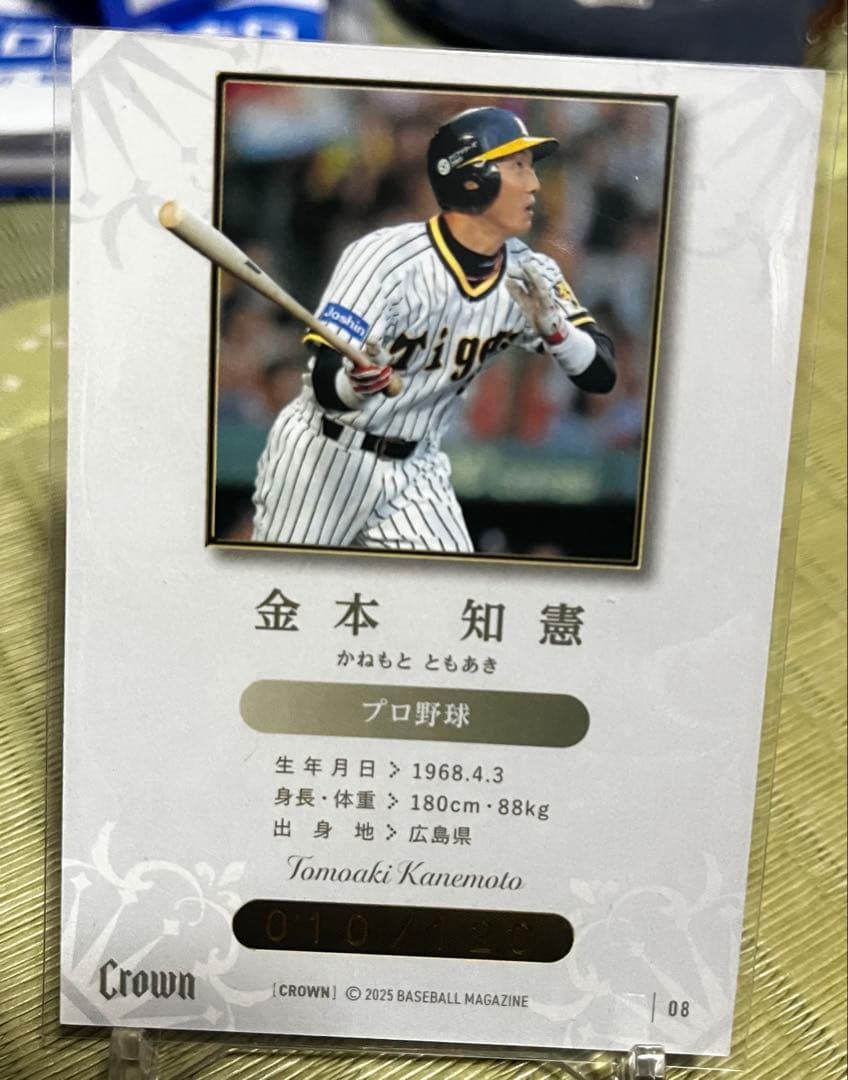 Joshin
Tigers
金本 知憲
かねもと ともあき
プロ野球
生年月日 > 1968.4.3
身長・体重 > 180cm・88kg
出身地 > 広島県
Tomoaki Kanemoto
010/120
Crown
[CROWN] © 2025 BASEBALL MAGAZINE
08